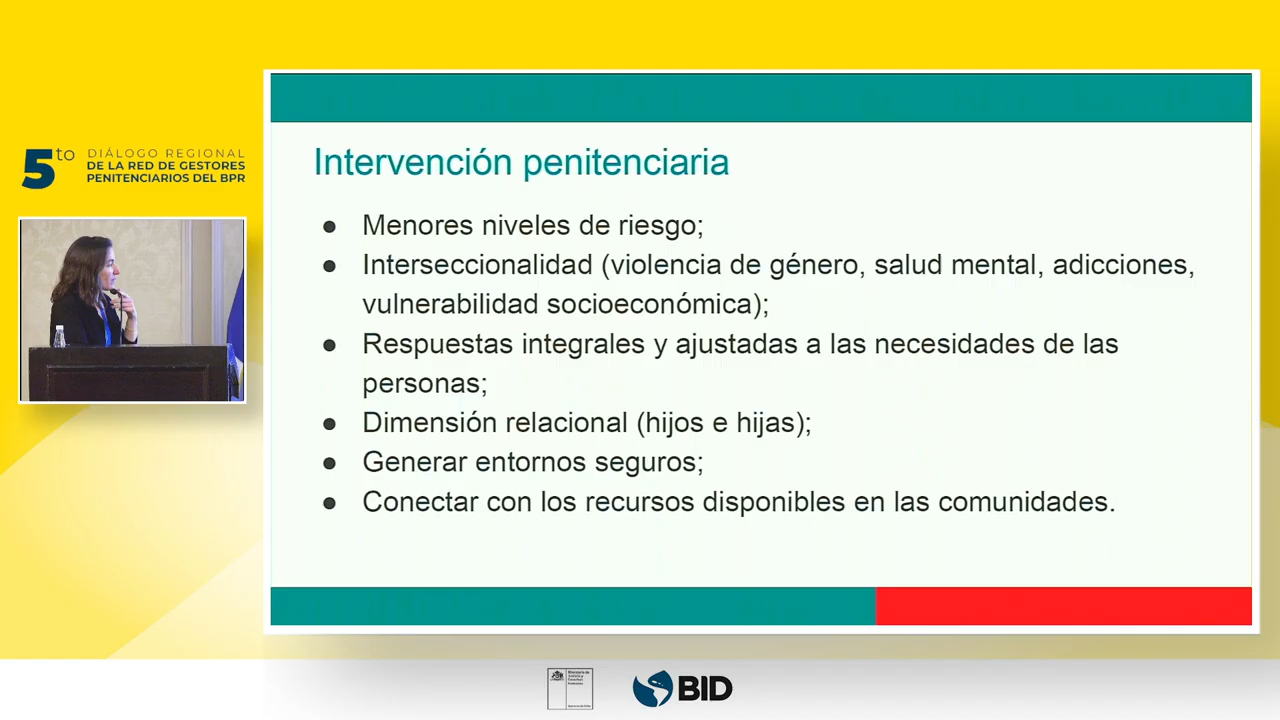 5to
DIÁLOGO REGIONAL
DE LA RED DE GESTORES
PENITENCIARIOS DEL BPR
Intervención penitenciaria
● Menores niveles de riesgo;
● Interseccionalidad (violencia de género, salud mental, adicciones,
vulnerabilidad socioeconómica);
● Respuestas integrales y ajustadas a las necesidades de las
personas;
● Dimensión relacional (hijos e hijas);
● Generar entornos seguros;
● Conectar con los recursos disponibles en las comunidades.
BID